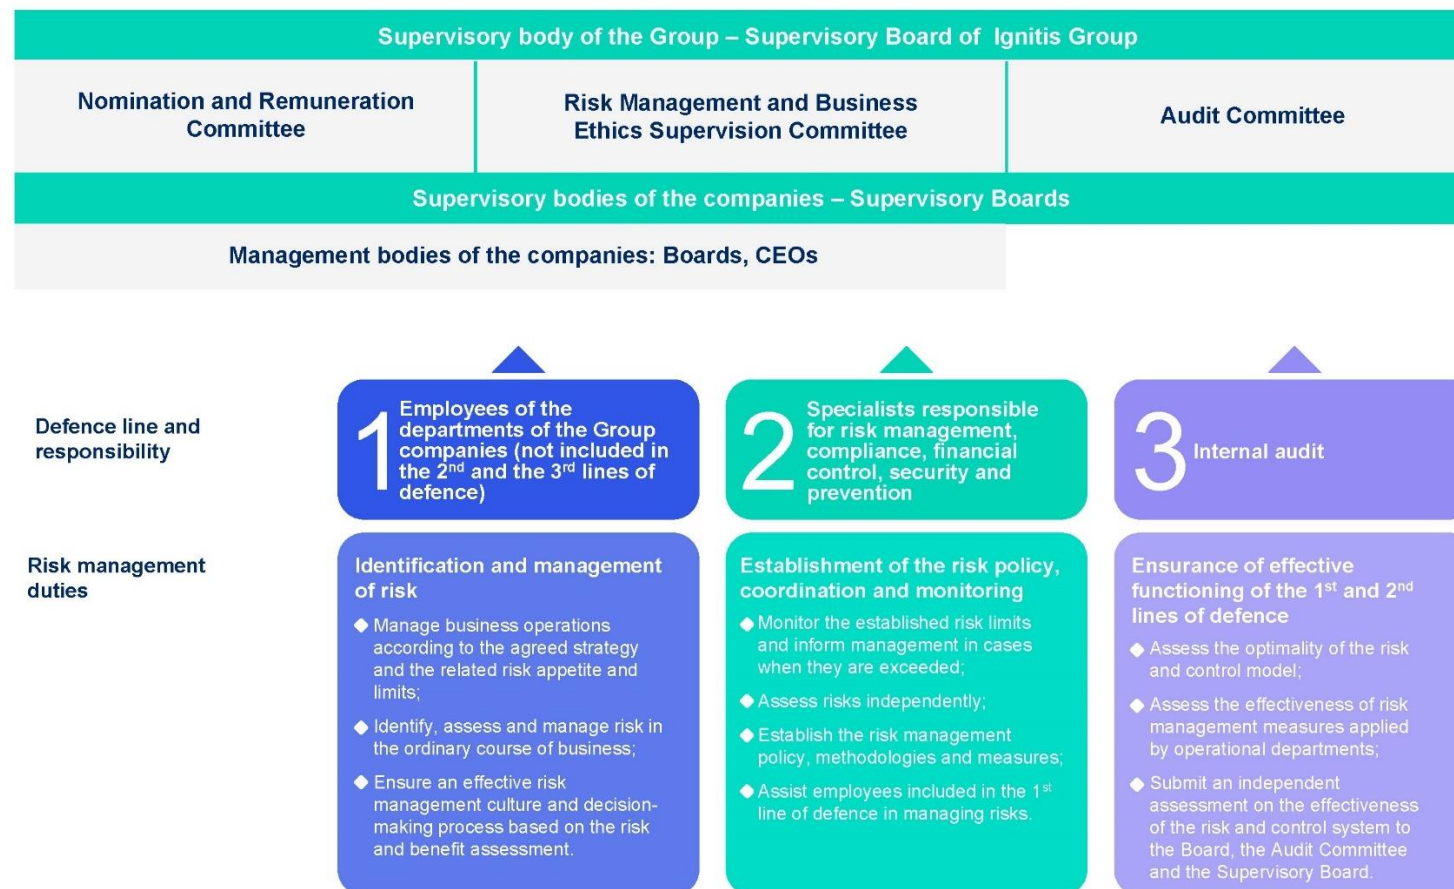 Supervisory body of the Group – Supervisory Board of Ignitis Group
Nomination and Remuneration
Committee
Risk Management and Business
Ethics Supervision Committee
Audit Committee
Supervisory bodies of the companies – Supervisory Boards
Management bodies of the companies: Boards, CEOs
Defence line and
responsibility
1
Employees of the
departments of the Group
companies (not included in
the 2nd and the 3rd lines of
defence)
2
Specialists responsible
for risk management,
compliance, financial
control, security and
prevention
3
Internal audit
Risk management
duties
Identification and management
of risk
Manage business operations
according to the agreed strategy
and the related risk appetite and
limits;
Identify, assess and manage risk in
the ordinary course of business;
Ensure an effective risk
management culture and decision-
making process based on the risk
and benefit assessment.
Establishment of the risk policy,
coordination and monitoring
Monitor the established risk limits
and inform management in cases
when they are exceeded;
Assess risks independently;
Establish the risk management
policy, methodologies and measures;
Assist employees included in the 1st
line of defence in managing risks.
Ensurance of effective
functioning of the 1st and 2nd
lines of defence
Assess the optimality of the risk
and control model;
Assess the effectiveness of risk
management measures applied
by operational departments;
Submit an independent
assessment on the effectiveness
of the risk and control system to
the Board, the Audit Committee
and the Supervisory Board.